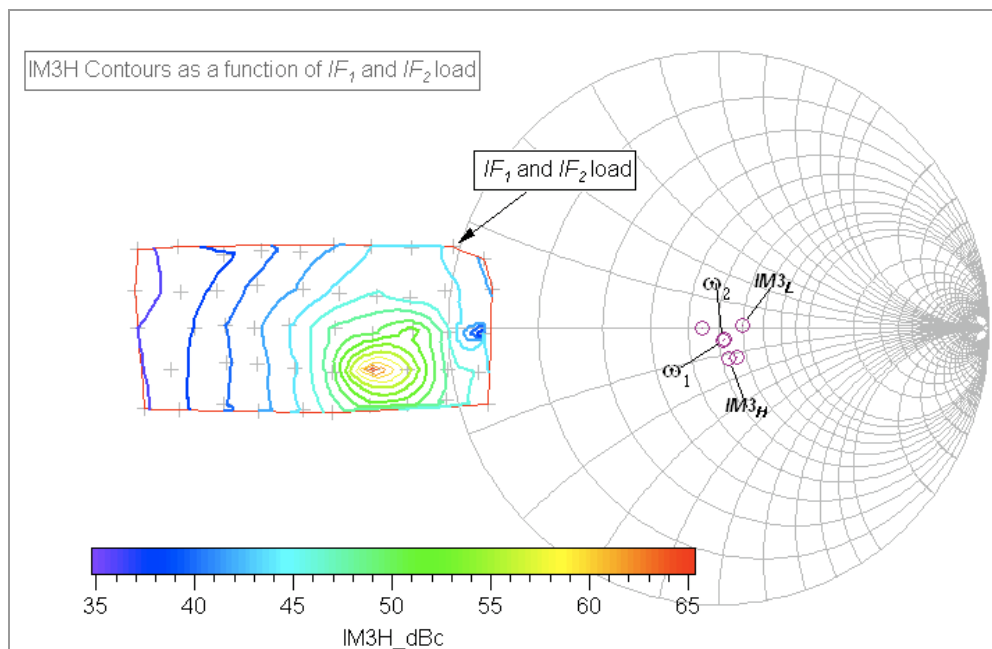 IM3H Contours as a function of IF1 and IF2 load
IF1 and IF2 load
ω2
IM3L
ω1
IM3H
35 40 45 50 55 60 65
IM3H_dBc